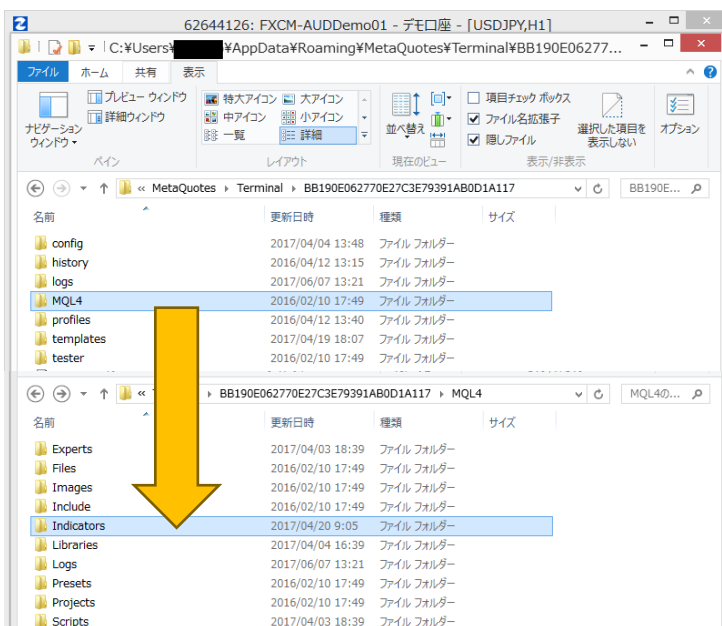 62644126: FXCM-AUDDemo01 - デモ口座 - [USDJPY,H1]
C:¥Users¥ ¥AppData¥Roaming¥MetaQuotes¥Terminal¥BB190E06277...
ファイル ホーム 共有 表示
ナビゲーション ウィンドウ
プレビュー ウィンドウ
詳細ウィンドウ
特大アイコン 大アイコン
中アイコン 小アイコン
一覧 詳細
並べ替え
項目チェック ボックス
ファイル名拡張子
隠しファイル
選択した項目を 表示しない
オプション
ペイン レイアウト 現在のビュー 表示/非表示
« MetaQuotes Terminal BB190E062770E27C3E79391AB0D1A117 BB190E...
名前 更新日時 種類 サイズ
config 2017/04/04 13:48 ファイル フォルダー
history 2016/04/12 13:15 ファイル フォルダー
logs 2017/06/07 13:21 ファイル フォルダー
MQL4 2016/02/10 17:49 ファイル フォルダー
profiles 2016/04/12 13:40 ファイル フォルダー
templates 2017/04/19 18:07 ファイル フォルダー
tester 2016/02/10 17:49 ファイル フォルダー
« BB190E062770E27C3E79391AB0D1A117 MQL4 MQL4の...
名前 更新日時 種類 サイズ
Experts 2017/04/03 18:39 ファイル フォルダー
Files 2016/02/10 17:49 ファイル フォルダー
Images 2016/02/10 17:49 ファイル フォルダー
Include 2016/02/10 17:49 ファイル フォルダー
Indicators 2017/04/20 9:05 ファイル フォルダー
Libraries 2017/04/04 16:39 ファイル フォルダー
Logs 2017/06/07 13:21 ファイル フォルダー
Presets 2016/02/10 17:49 ファイル フォルダー
Projects 2016/02/10 17:49 ファイル フォルダー
Scripts 2017/04/03 18:39 ファイル フォルダー